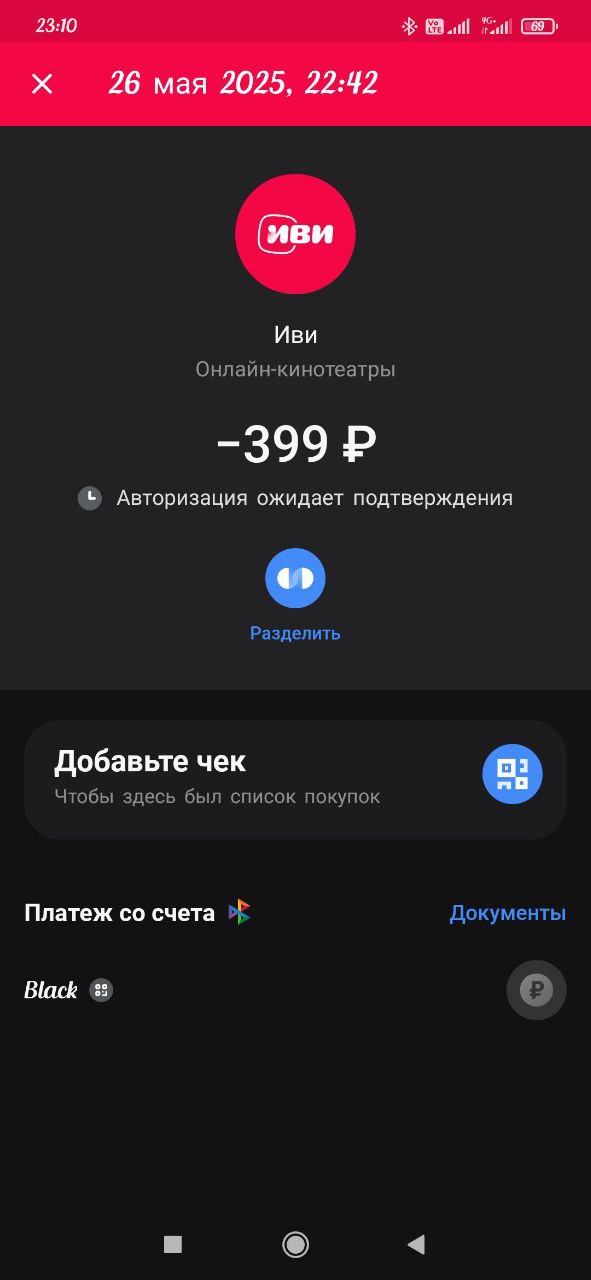 23:10 Vo LTE 4G+ 69
26 мая 2025, 22:42
иви
Иви
Онлайн-кинотеатры
–399 ₽
Авторизация ожидает подтверждения
Разделить
Добавьте чек
Чтобы здесь был список покупок
Платеж со счета Документы
Black ₽